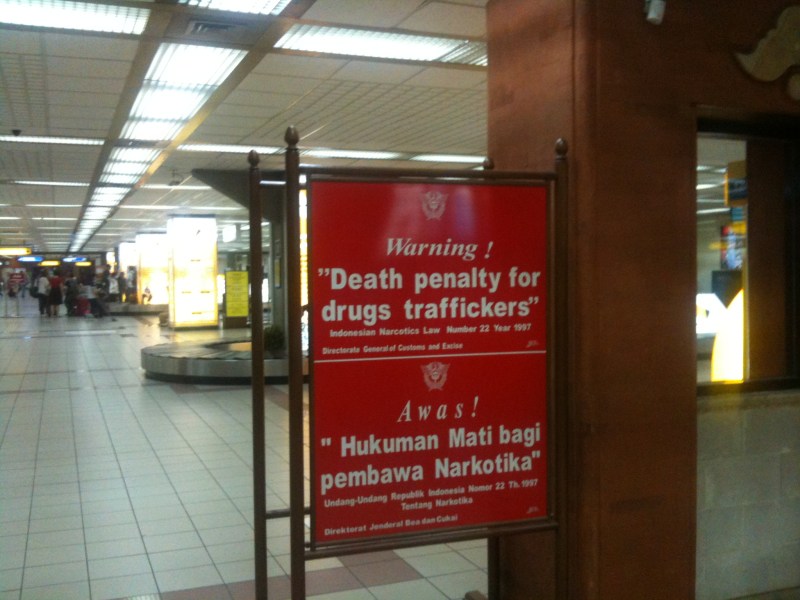 Warning !
”Death penalty for
drugs traffickers”
Indonesian Narcotics Law Number 22 Year 1997
Directorate General of Customs and Excise
Awas!
" Hukuman Mati bagi
pembawa Narkotika"
Undang-Undang Republik Indonesia Nomor 22 Th. 1997
Tentang Narkotika
Direktorat Jenderal Bea dan Cukai